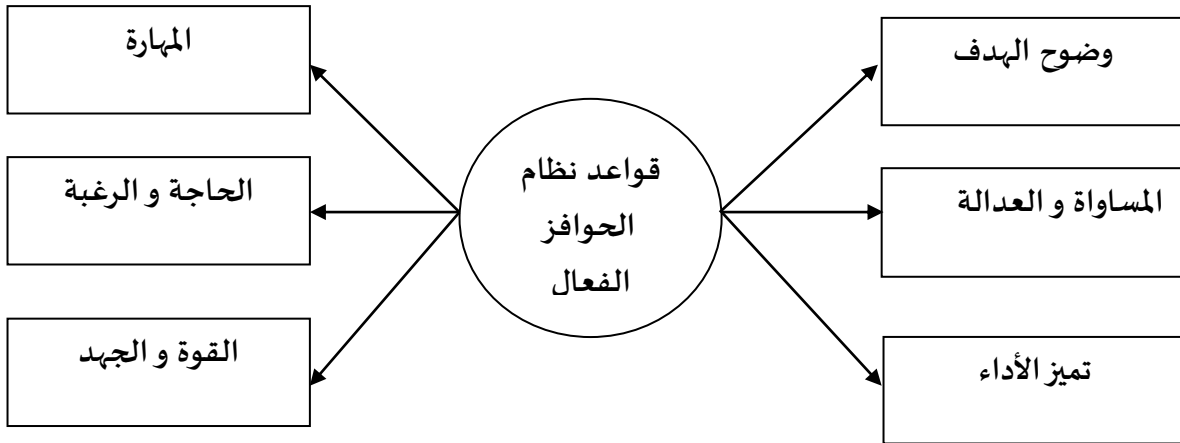 قواعد نظام
الحوافز
الفعال
وضوح الهدف
المساواة و العدالة
تميز الأداء
المهارة
الحاجة و الرغبة
القوة و الجهد